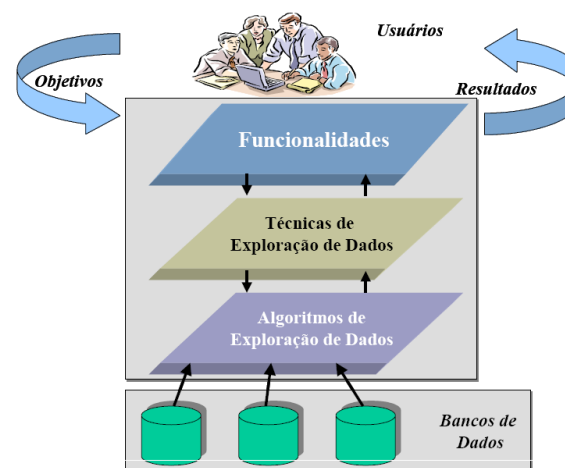 Usuários
Objetivos
Resultados
Funcionalidades
Técnicas de
Exploração de Dados
Algoritmos de
Exploração de Dados
Bancos de
Dados